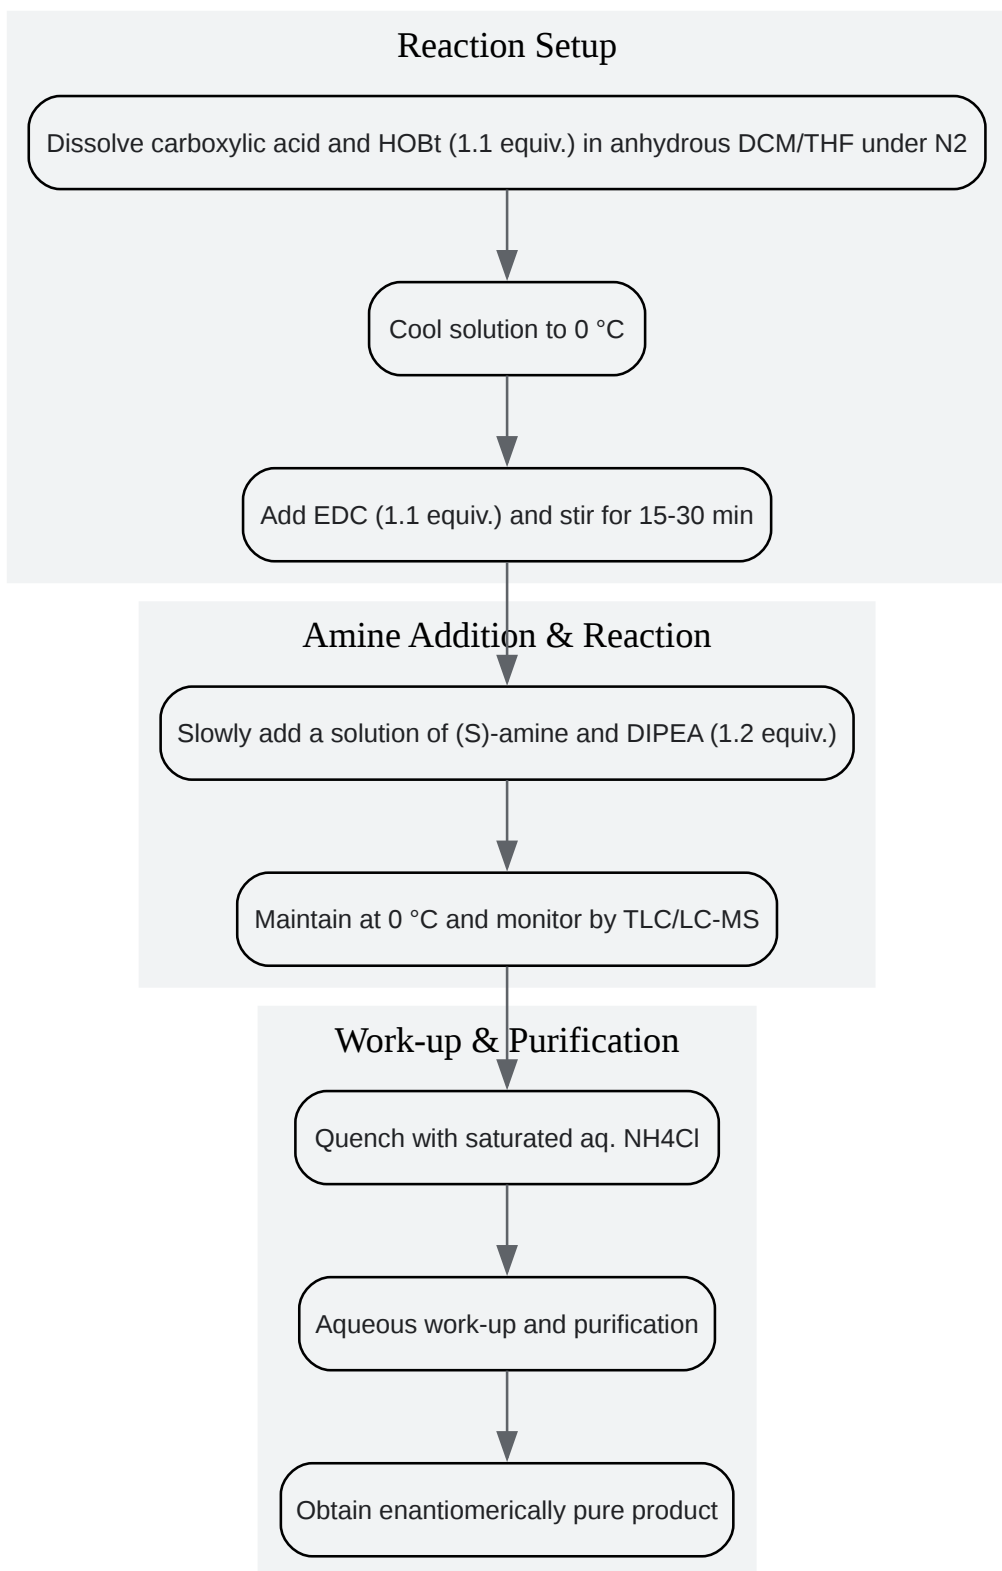 Reaction Setup
Dissolve carboxylic acid and HOBt (1.1 equiv.) in anhydrous DCM/THF under N2
Cool solution to 0 °C
Add EDC (1.1 equiv.) and stir for 15-30 min
Amine Addition & Reaction
Slowly add a solution of (S)-amine and DIPEA (1.2 equiv.)
Maintain at 0 °C and monitor by TLC/LC-MS
Work-up & Purification
Quench with saturated aq. NH4Cl
Aqueous work-up and purification
Obtain enantiomerically pure product